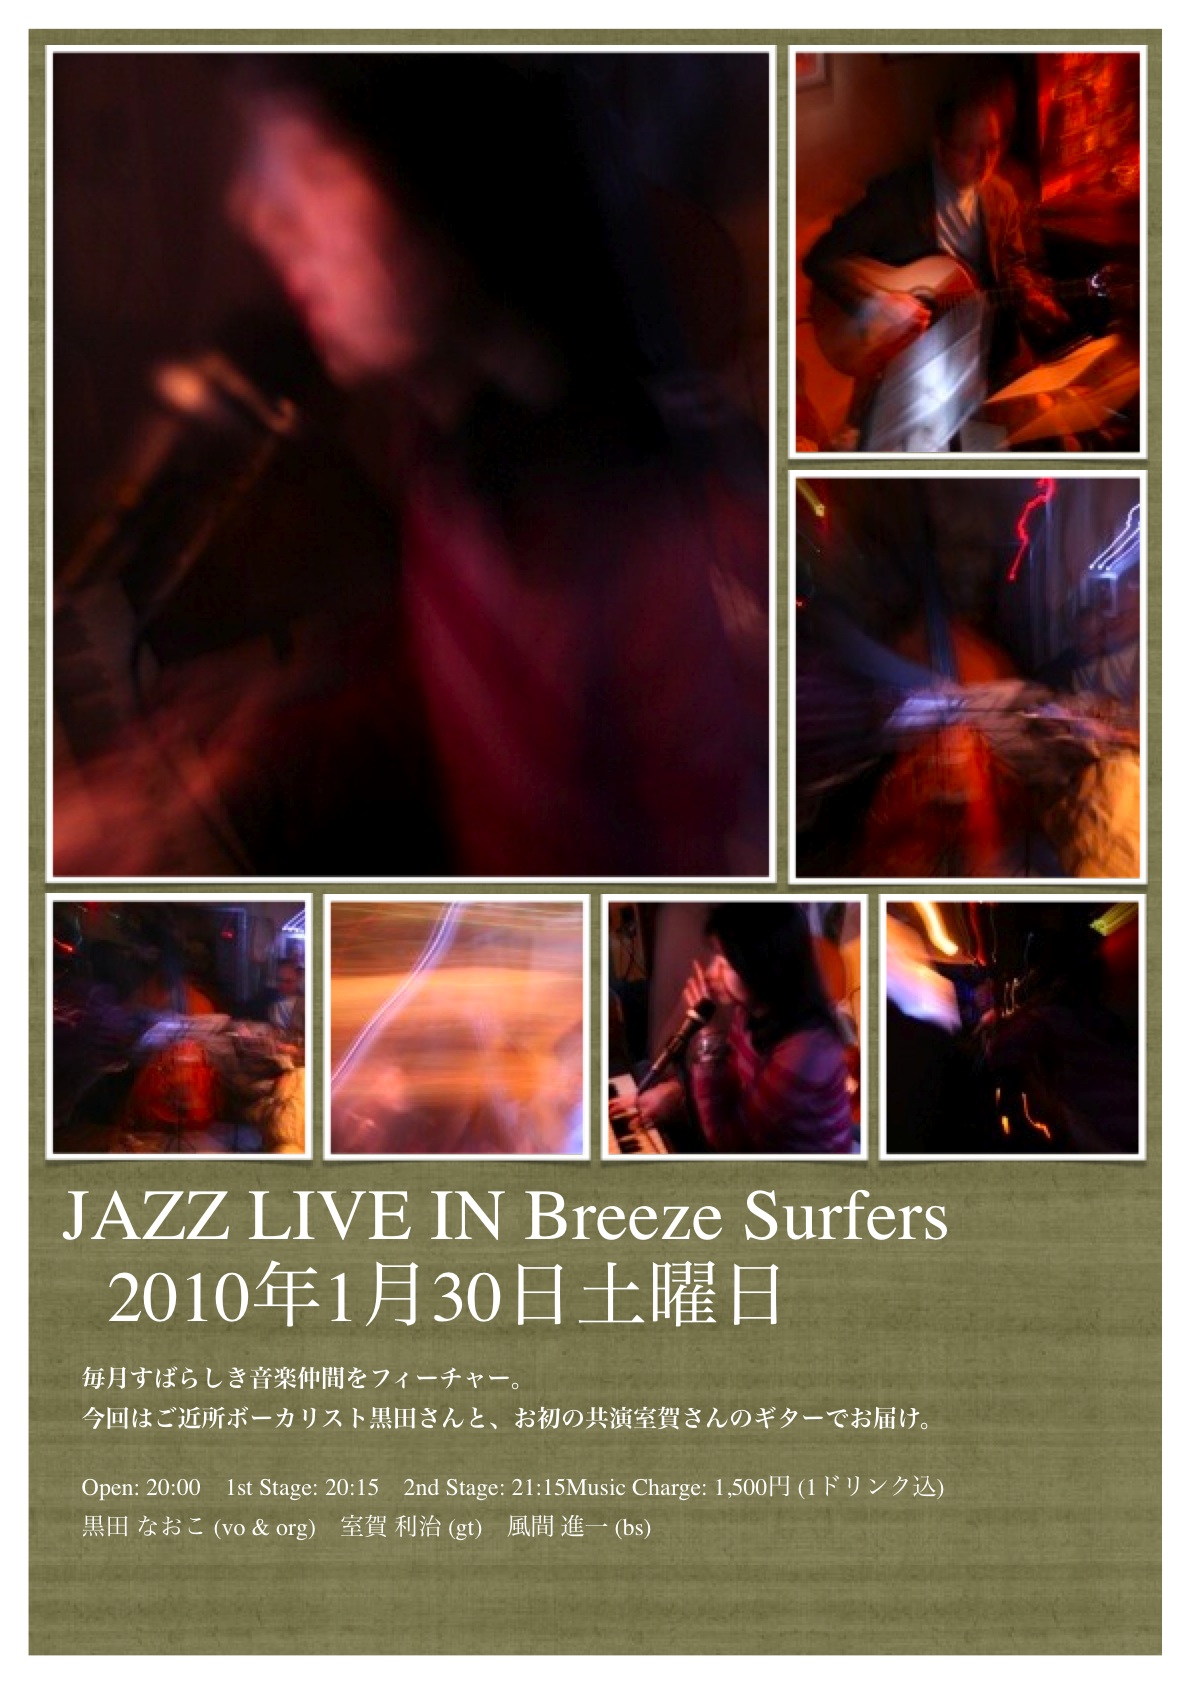 JAZZ LIVE IN Breeze Surfers
2010年1月30日土曜日
毎月すばらしき音楽仲間をフィーチャー。
今回はご近所ボーカリスト黒田さんと、お初の共演室賀さんのギターでお届け。
Open: 20:00　1st Stage: 20:15　2nd Stage: 21:15Music Charge: 1,500円 (1ドリンク込)
黒田 なおこ (vo & org)　室賀 利治 (gt)　風間 進一 (bs)